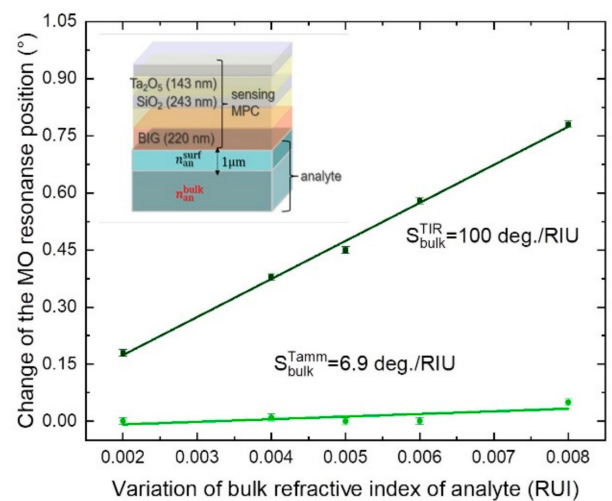 Change of the MO resonanse position (°)
1.05
0.90
0.75
0.60
0.45
0.30
0.15
0.00
Ta₂O₅ (143 nm)
SiO₂ (243 nm)
sensing
MPC
BIG (220 nm)
n_an^surf
1μm
n_an^bulk
analyte
S_bulk^TIR=100 deg./RIU
S_bulk^Tamm=6.9 deg./RIU
0.002 0.003 0.004 0.005 0.006 0.007 0.008
Variation of bulk refractive index of analyte (RUI)